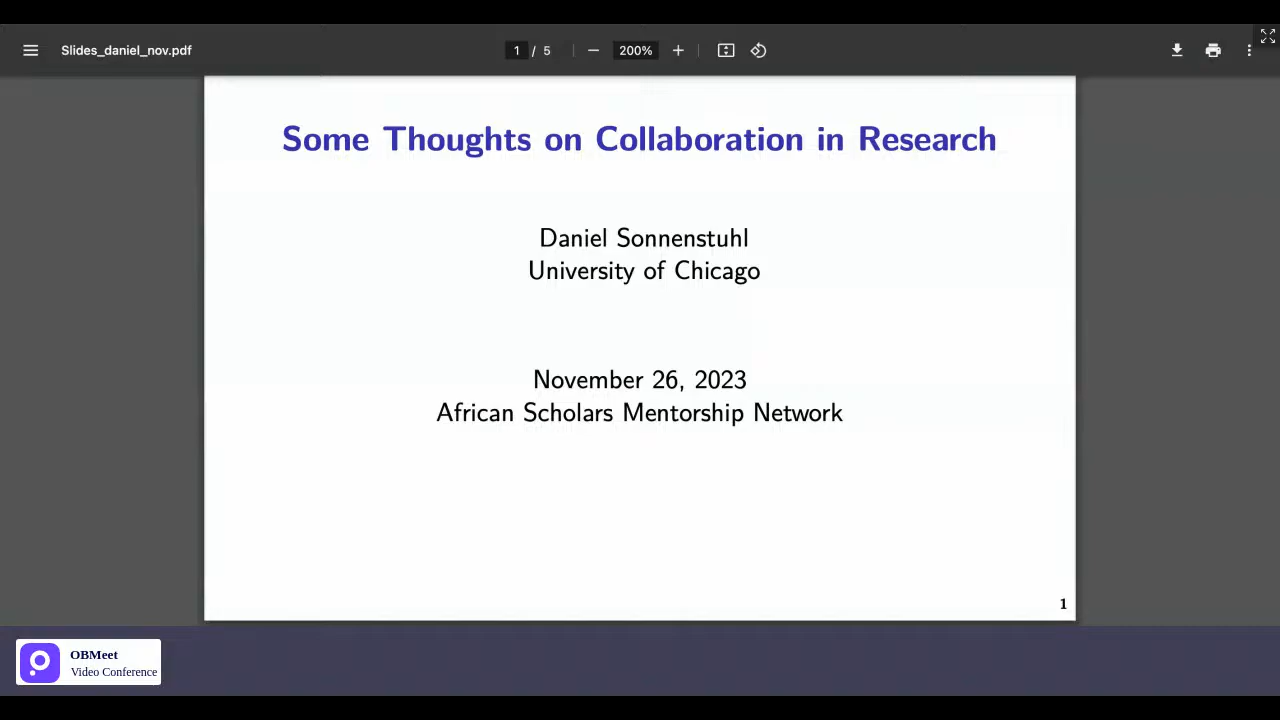 Slides_daniel_nov.pdf
1 / 5
200%
Some Thoughts on Collaboration in Research
Daniel Sonnenstuhl
University of Chicago
November 26, 2023
African Scholars Mentorship Network
1
OBMeet
Video Conference